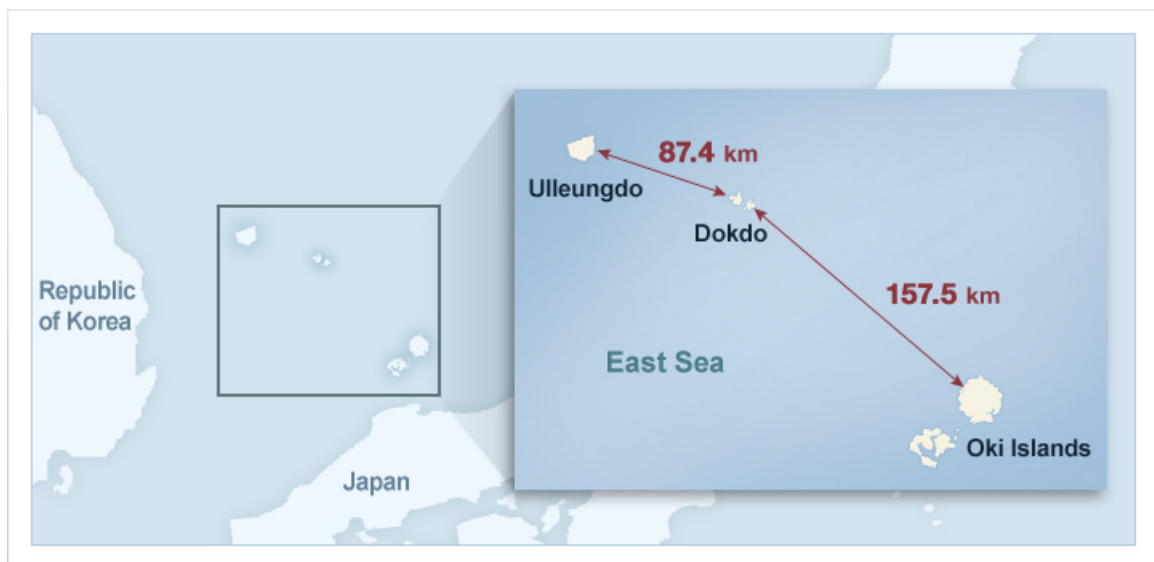 87.4 km
Ulleungdo
Dokdo
Republic
of Korea
157.5 km
East Sea
Oki Islands
Japan